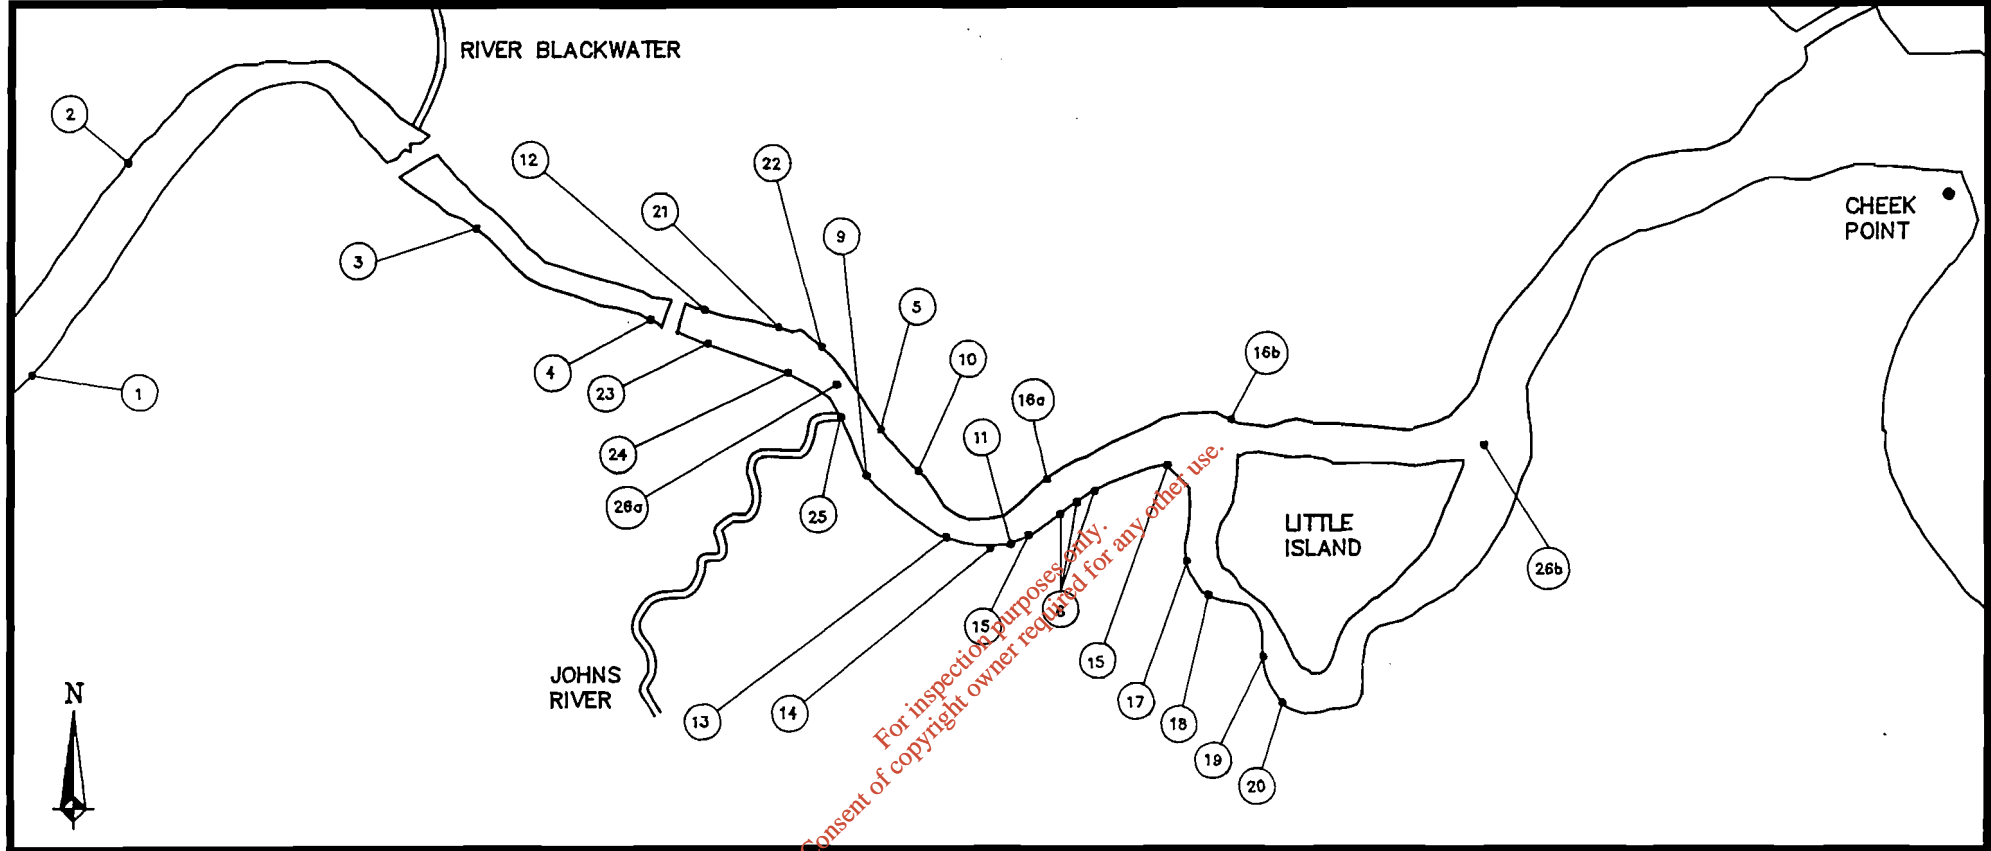 RIVER BLACKWATER
2
12
22
21
CHEEK
POINT
9
3
5
16b
10
4
1
23
16a
11
24
26a
25
LITTLE
ISLAND
26b
6
15
15
JOHNS
RIVER
N
17
13
14
18
19
20
For inspection purposes only.
Consent of copyright owner required for any other use.